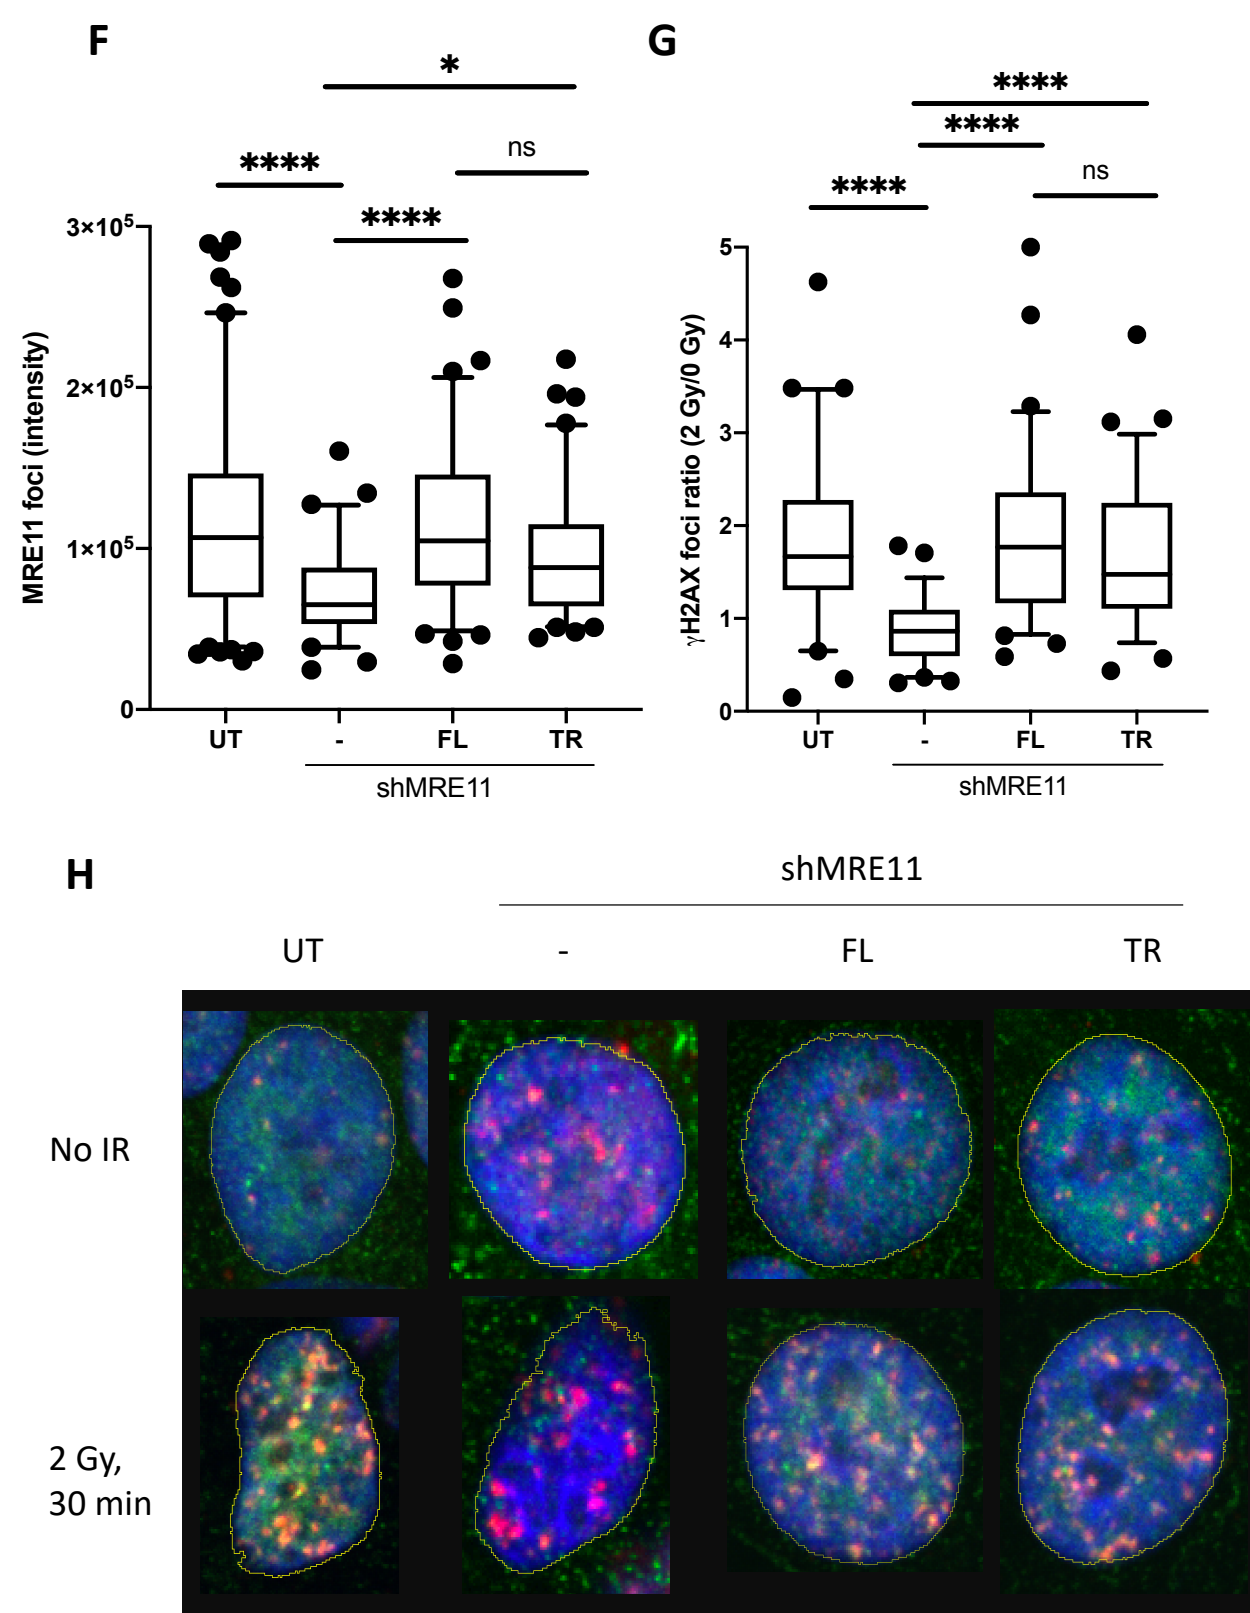 F
*
****
ns
****
3×10⁵
2×10⁵
1×10⁵
0
MRE11 foci (intensity)
UT - FL TR
shMRE11
G
****
****
****
ns
5
4
3
2
1
0
γH2AX foci ratio (2 Gy/0 Gy)
UT - FL TR
shMRE11
H
shMRE11
UT - FL TR
No IR
2 Gy,
30 min